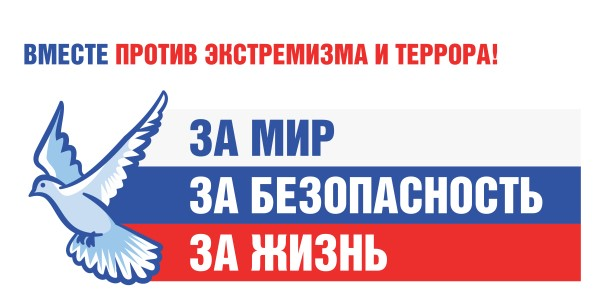 ВМЕСТЕ ПРОТИВ ЭКСТРЕМИЗМА И ТЕРРОРА!
ЗА МИР
ЗА БЕЗОПАСНОСТЬ
ЗА ЖИЗНЬ